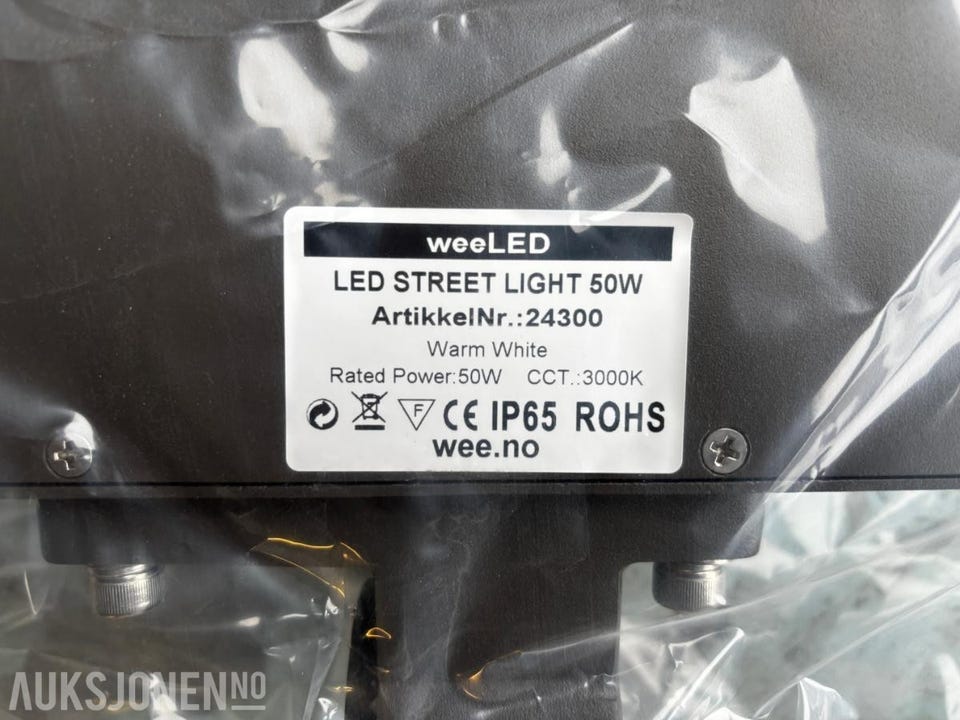 weeLED
LED STREET LIGHT 50W
ArtikkelNr.:24300
Warm White
Rated Power:50W CCT.:3000K
F CE IP65 ROHS
wee.no
AUKSJONEN NO